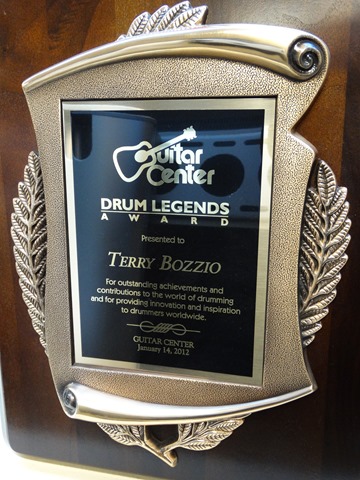 Guitar
Center
DRUM LEGENDS
AWARD
Presented to
TERRY BOZZIO
For outstanding achievements and
contributions to the world of drumming
and for providing innovation and inspiration
to drummers worldwide.
GUITAR CENTER
January 14, 2012